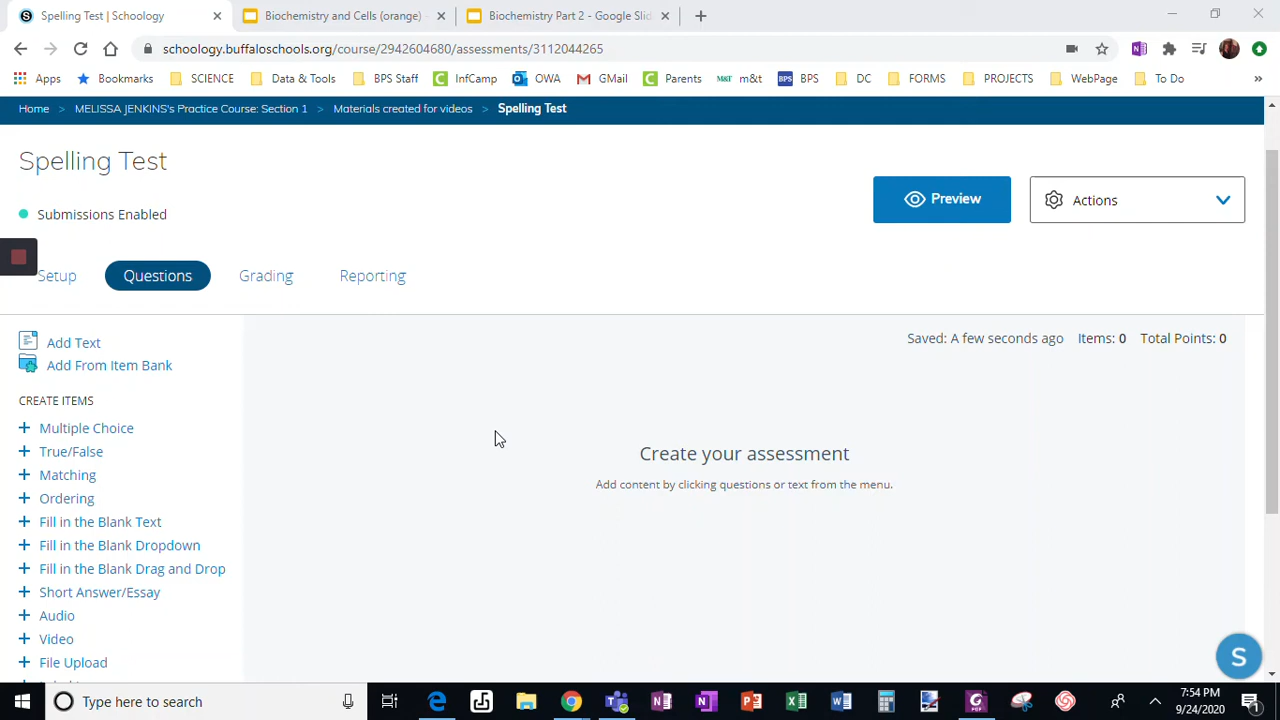 Spelling Test | Schoology
Biochemistry and Cells (orange) -
Biochemistry Part 2 - Google Slid
schoology.buffaloschools.org/course/2942604680/assessments/3112044265
Apps Bookmarks SCIENCE Data & Tools BPS Staff InfCamp OWA GMail Parents M&T m&t BPS BPS DC FORMS PROJECTS WebPage To Do »
Home > MELISSA JENKINS's Practice Course: Section 1 > Materials created for videos > Spelling Test
Spelling Test
Preview
Actions
Submissions Enabled
Setup Questions Grading Reporting
Add Text
Add From Item Bank
Saved: A few seconds ago Items: 0 Total Points: 0
CREATE ITEMS
+ Multiple Choice
+ True/False
+ Matching
+ Ordering
+ Fill in the Blank Text
+ Fill in the Blank Dropdown
+ Fill in the Blank Drag and Drop
+ Short Answer/Essay
+ Audio
+ Video
+ File Upload
Create your assessment
Add content by clicking questions or text from the menu.
S
Type here to search
7:54 PM
9/24/2020